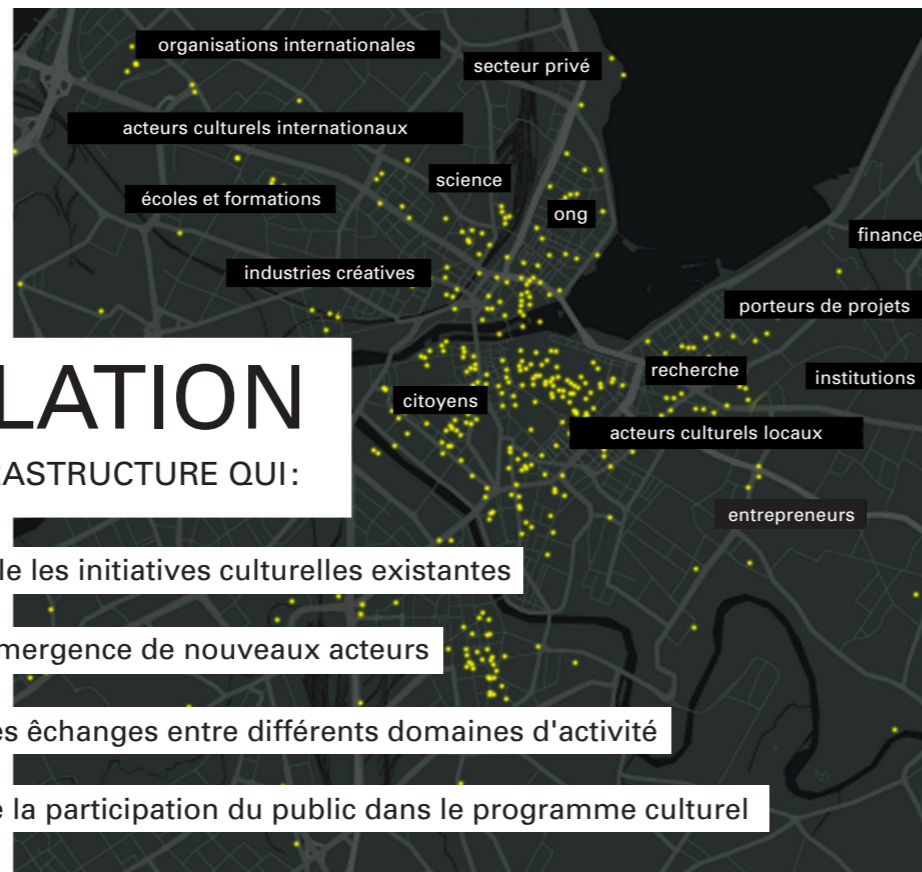 organisations internationales
secteur privé
acteurs culturels internationaux
science
écoles et formations
ong
finance
industries créatives
porteurs de projets
LATION
recherche
institutions
citoyens
acteurs culturels locaux
RASTRUCTURE QUI:
entrepreneurs
le les initiatives culturelles existantes
mergence de nouveaux acteurs
es êchanges entre différents domaines d'activité
e la participation du public dans le programme culturel